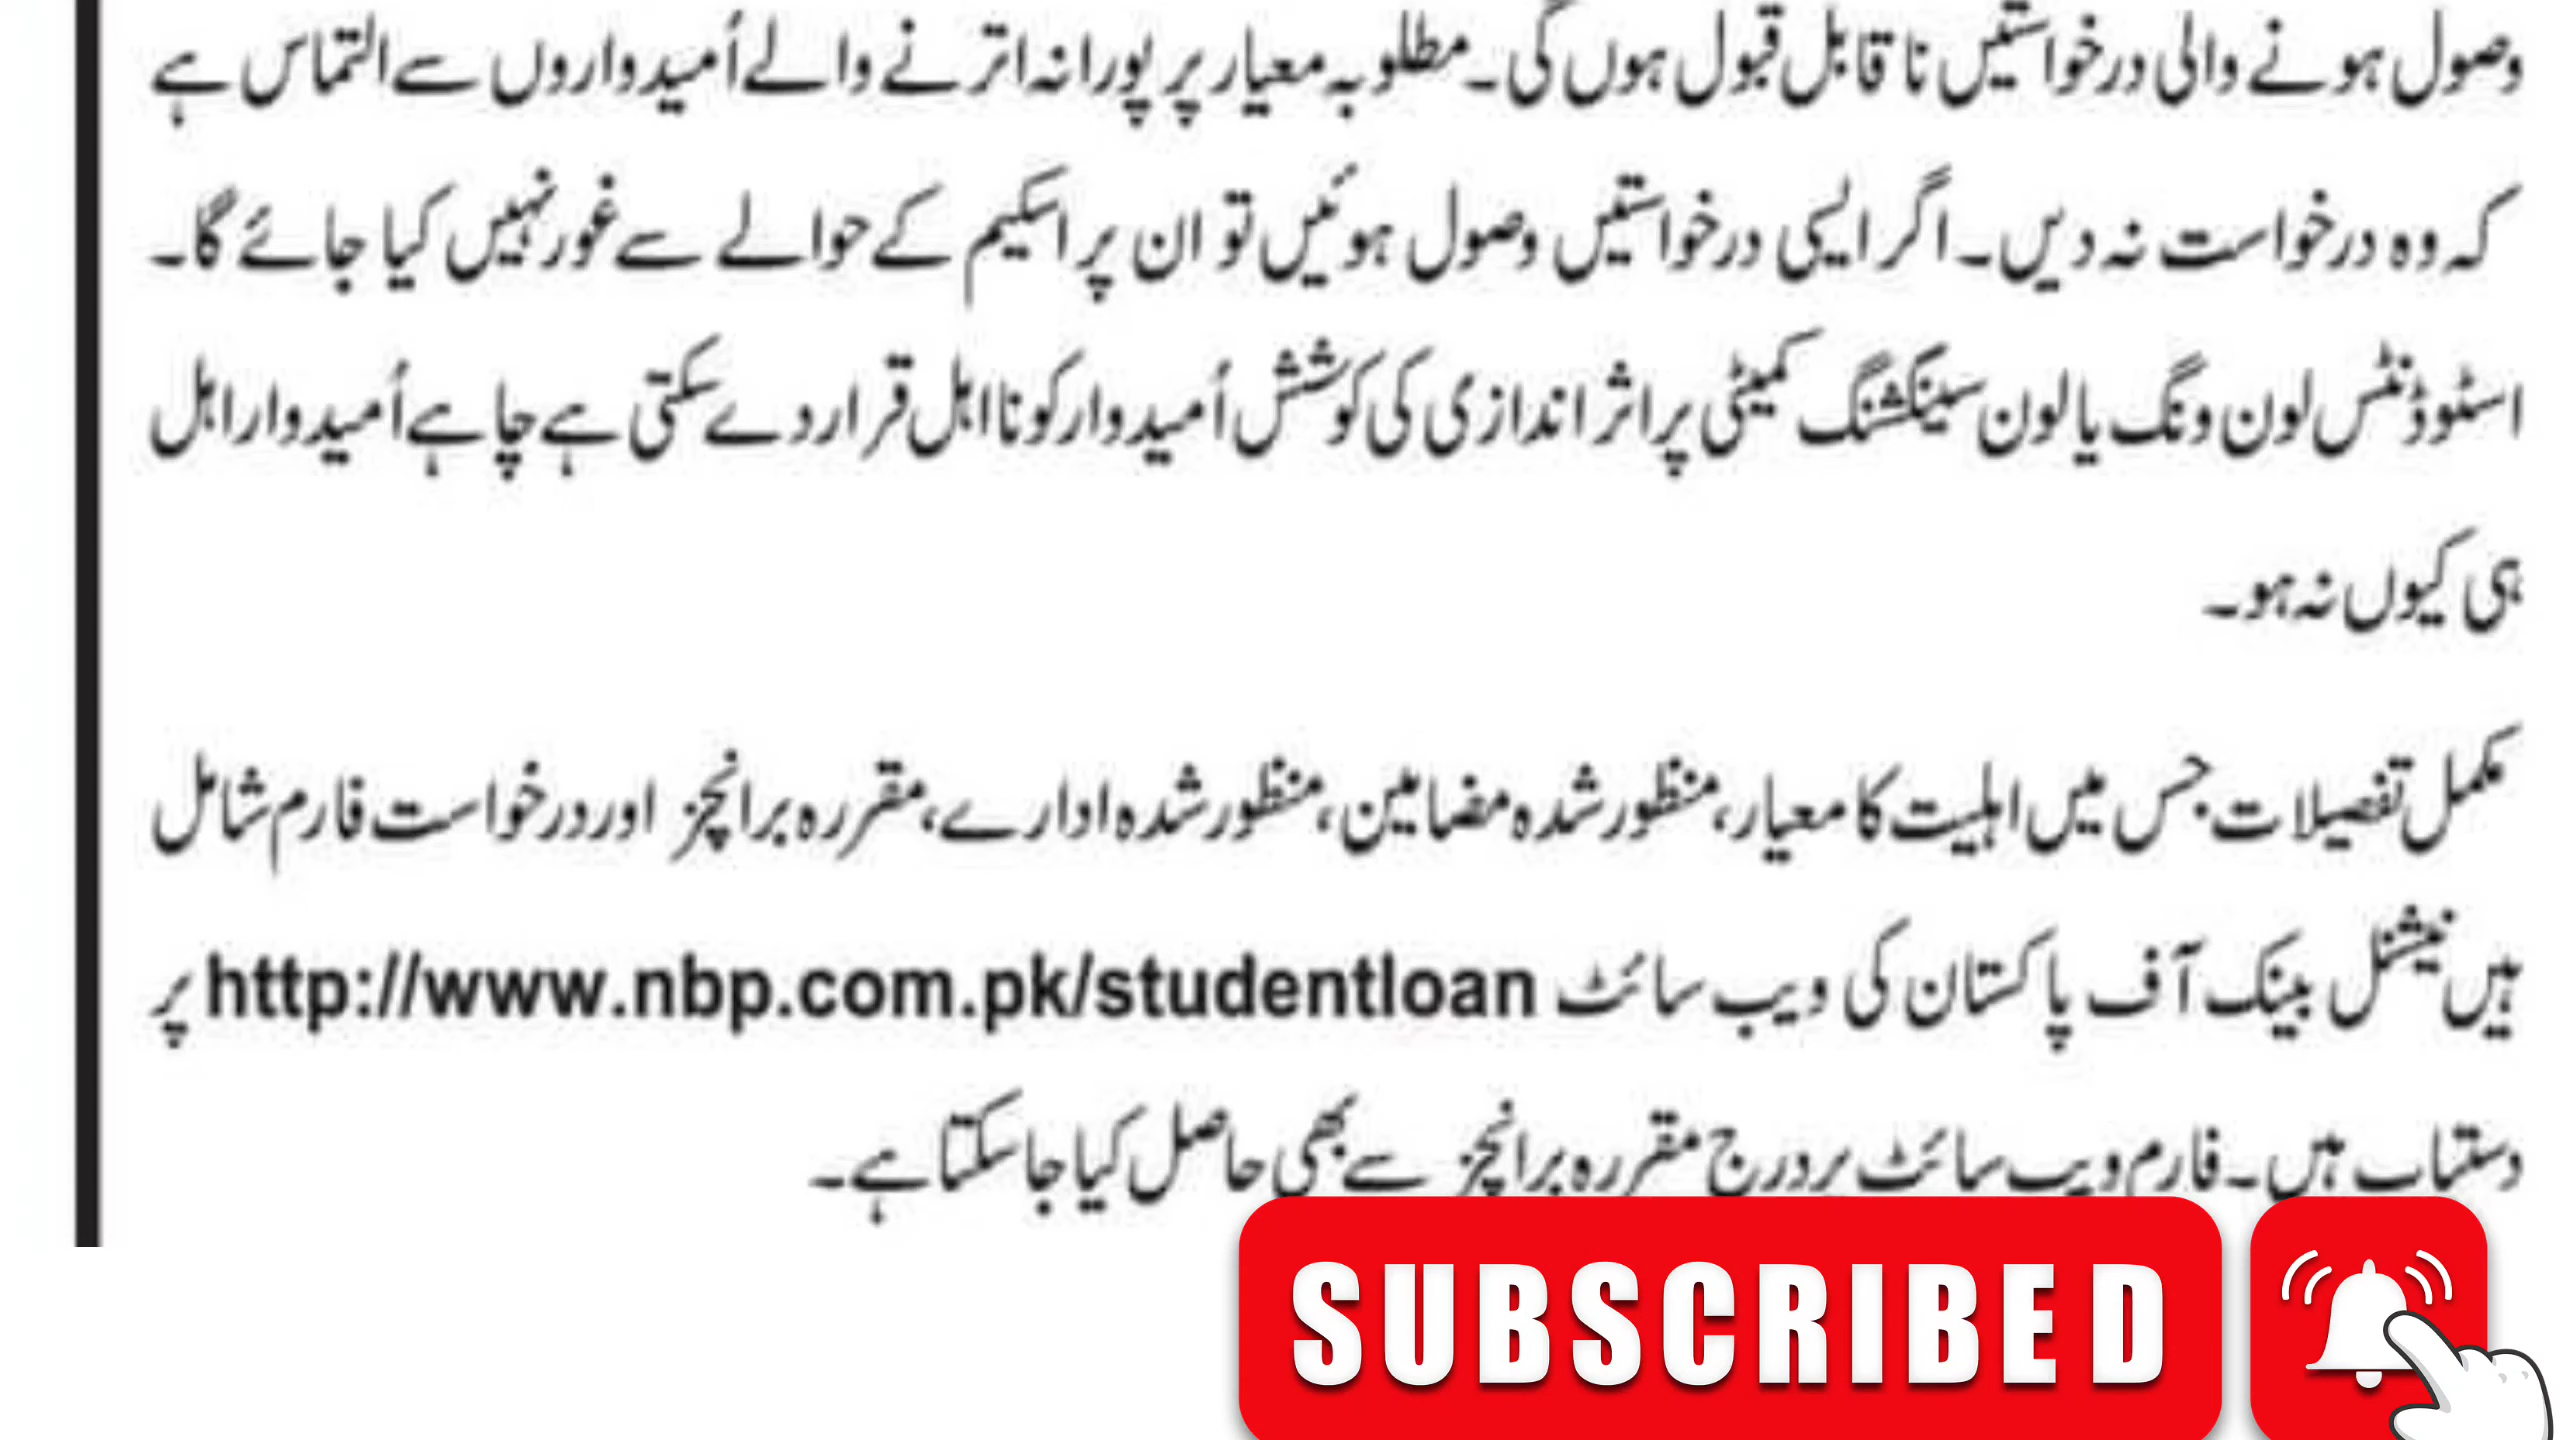 وصول ہونے والی درخواستیں ناقابل قبول ہوں گی۔ مطلوبہ معیار پر پورا نہ اترنے والے اُمیدواروں سے التماس ہے
کہ وہ درخواست نہ دیں۔ اگر ایسی درخواستیں وصول ہوئیں تو ان پر اسکیم کے حوالے سے غور نہیں کیا جائے گا۔
اسٹوڈنٹس لون ونگ یا لون سینکشنگ کمیٹی پر اثر اندازی کی کوشش اُمیدوار کو نااہل قرار دے سکتی ہے چاہے اُمیدوار اہل
ہی کیوں نہ ہو۔
مکمل تفصیلات جس میں اہلیت کا معیار، منظور شدہ مضامین، منظور شدہ ادارے، مقررہ برانچز اور درخواست فارم شامل
ہیں نیشنل بینک آف پاکستان کی ویب سائٹ http://www.nbp.com.pk/studentloan پر
دستیاب ہیں۔ فارم ویب سائٹ پر درج مقررہ برانچز سے بھی حاصل کیا جاسکتا ہے۔
SUBSCRIBED